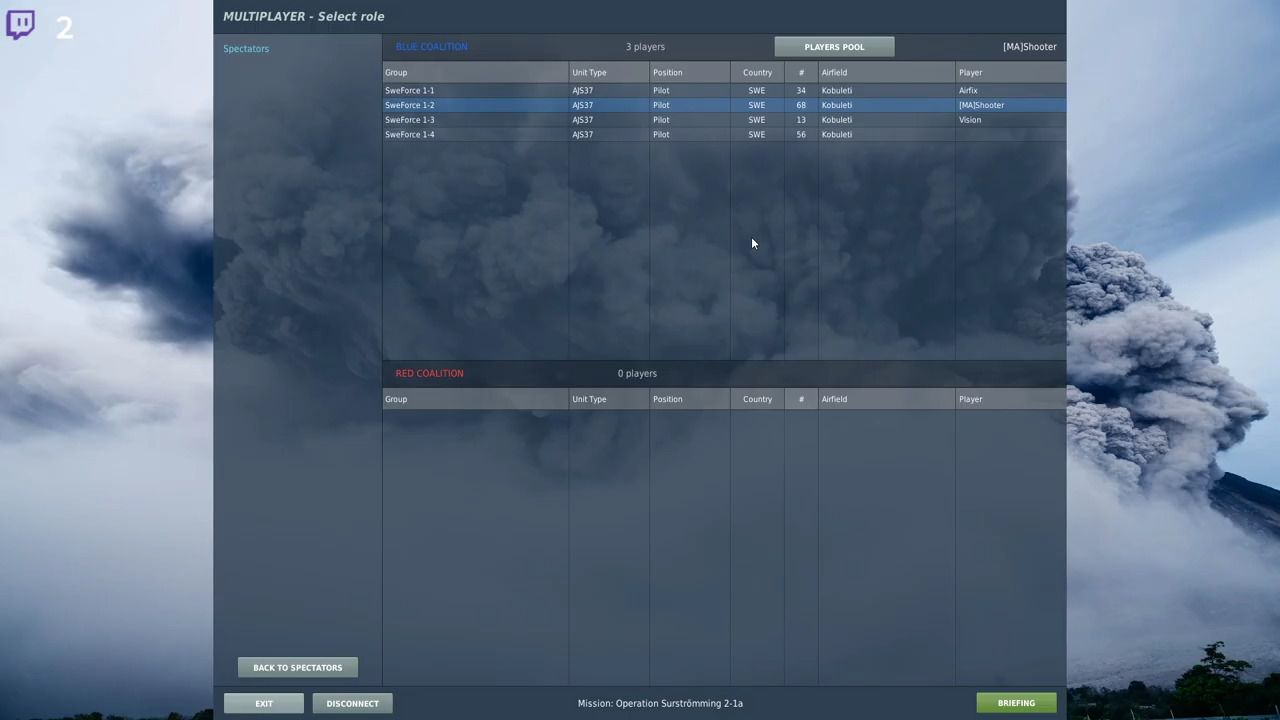 2
MULTIPLAYER - Select role
Spectators
BLUE COALITION 3 players PLAYERS POOL [MA]Shooter
Group Unit Type Position Country # Airfield Player
SweForce 1-1 AJS37 Pilot SWE 34 Kobuleti Airfix
SweForce 1-2 AJS37 Pilot SWE 68 Kobuleti [MA]Shooter
SweForce 1-3 AJS37 Pilot SWE 13 Kobuleti Vision
SweForce 1-4 AJS37 Pilot SWE 56 Kobuleti
RED COALITION 0 players
Group Unit Type Position Country # Airfield Player
BACK TO SPECTATORS
EXIT DISCONNECT Mission: Operation Surströmming 2-1a BRIEFING